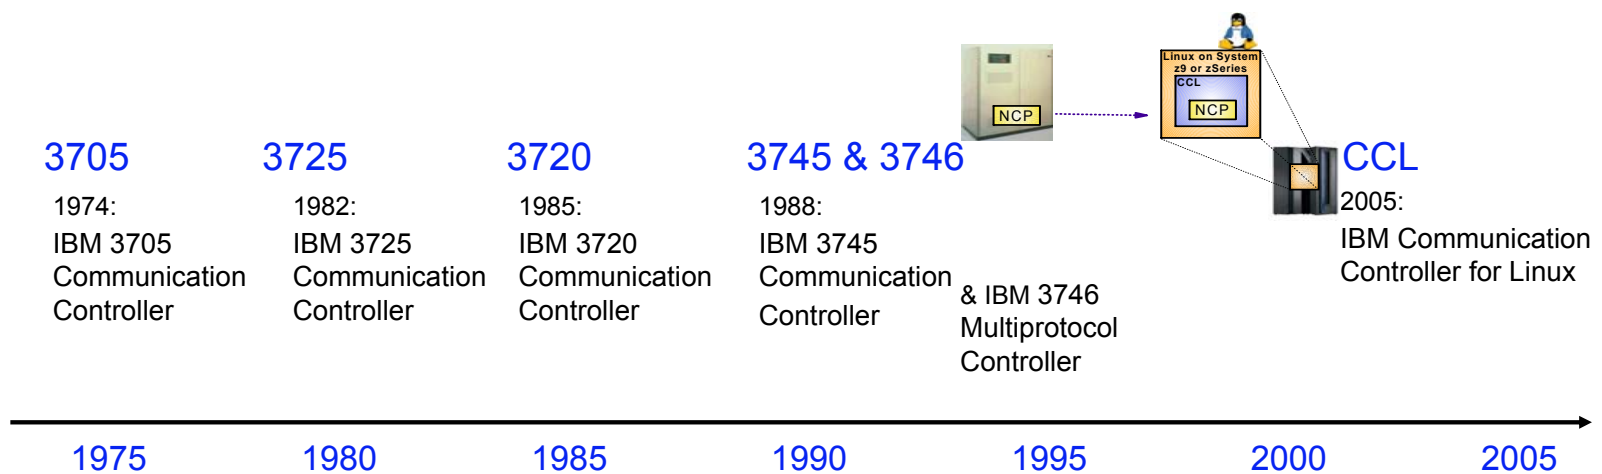 NCP
Linux on System
z9 or zSeries
CCL
NCP
3705
3725
3720
3745 & 3746
CCL
1974:
IBM 3705
Communication
Controller
1982:
IBM 3725
Communication
Controller
1985:
IBM 3720
Communication
Controller
1988:
IBM 3745
Communication
Controller
& IBM 3746
Multiprotocol
Controller
2005:
IBM Communication
Controller for Linux
1975
1980
1985
1990
1995
2000
2005